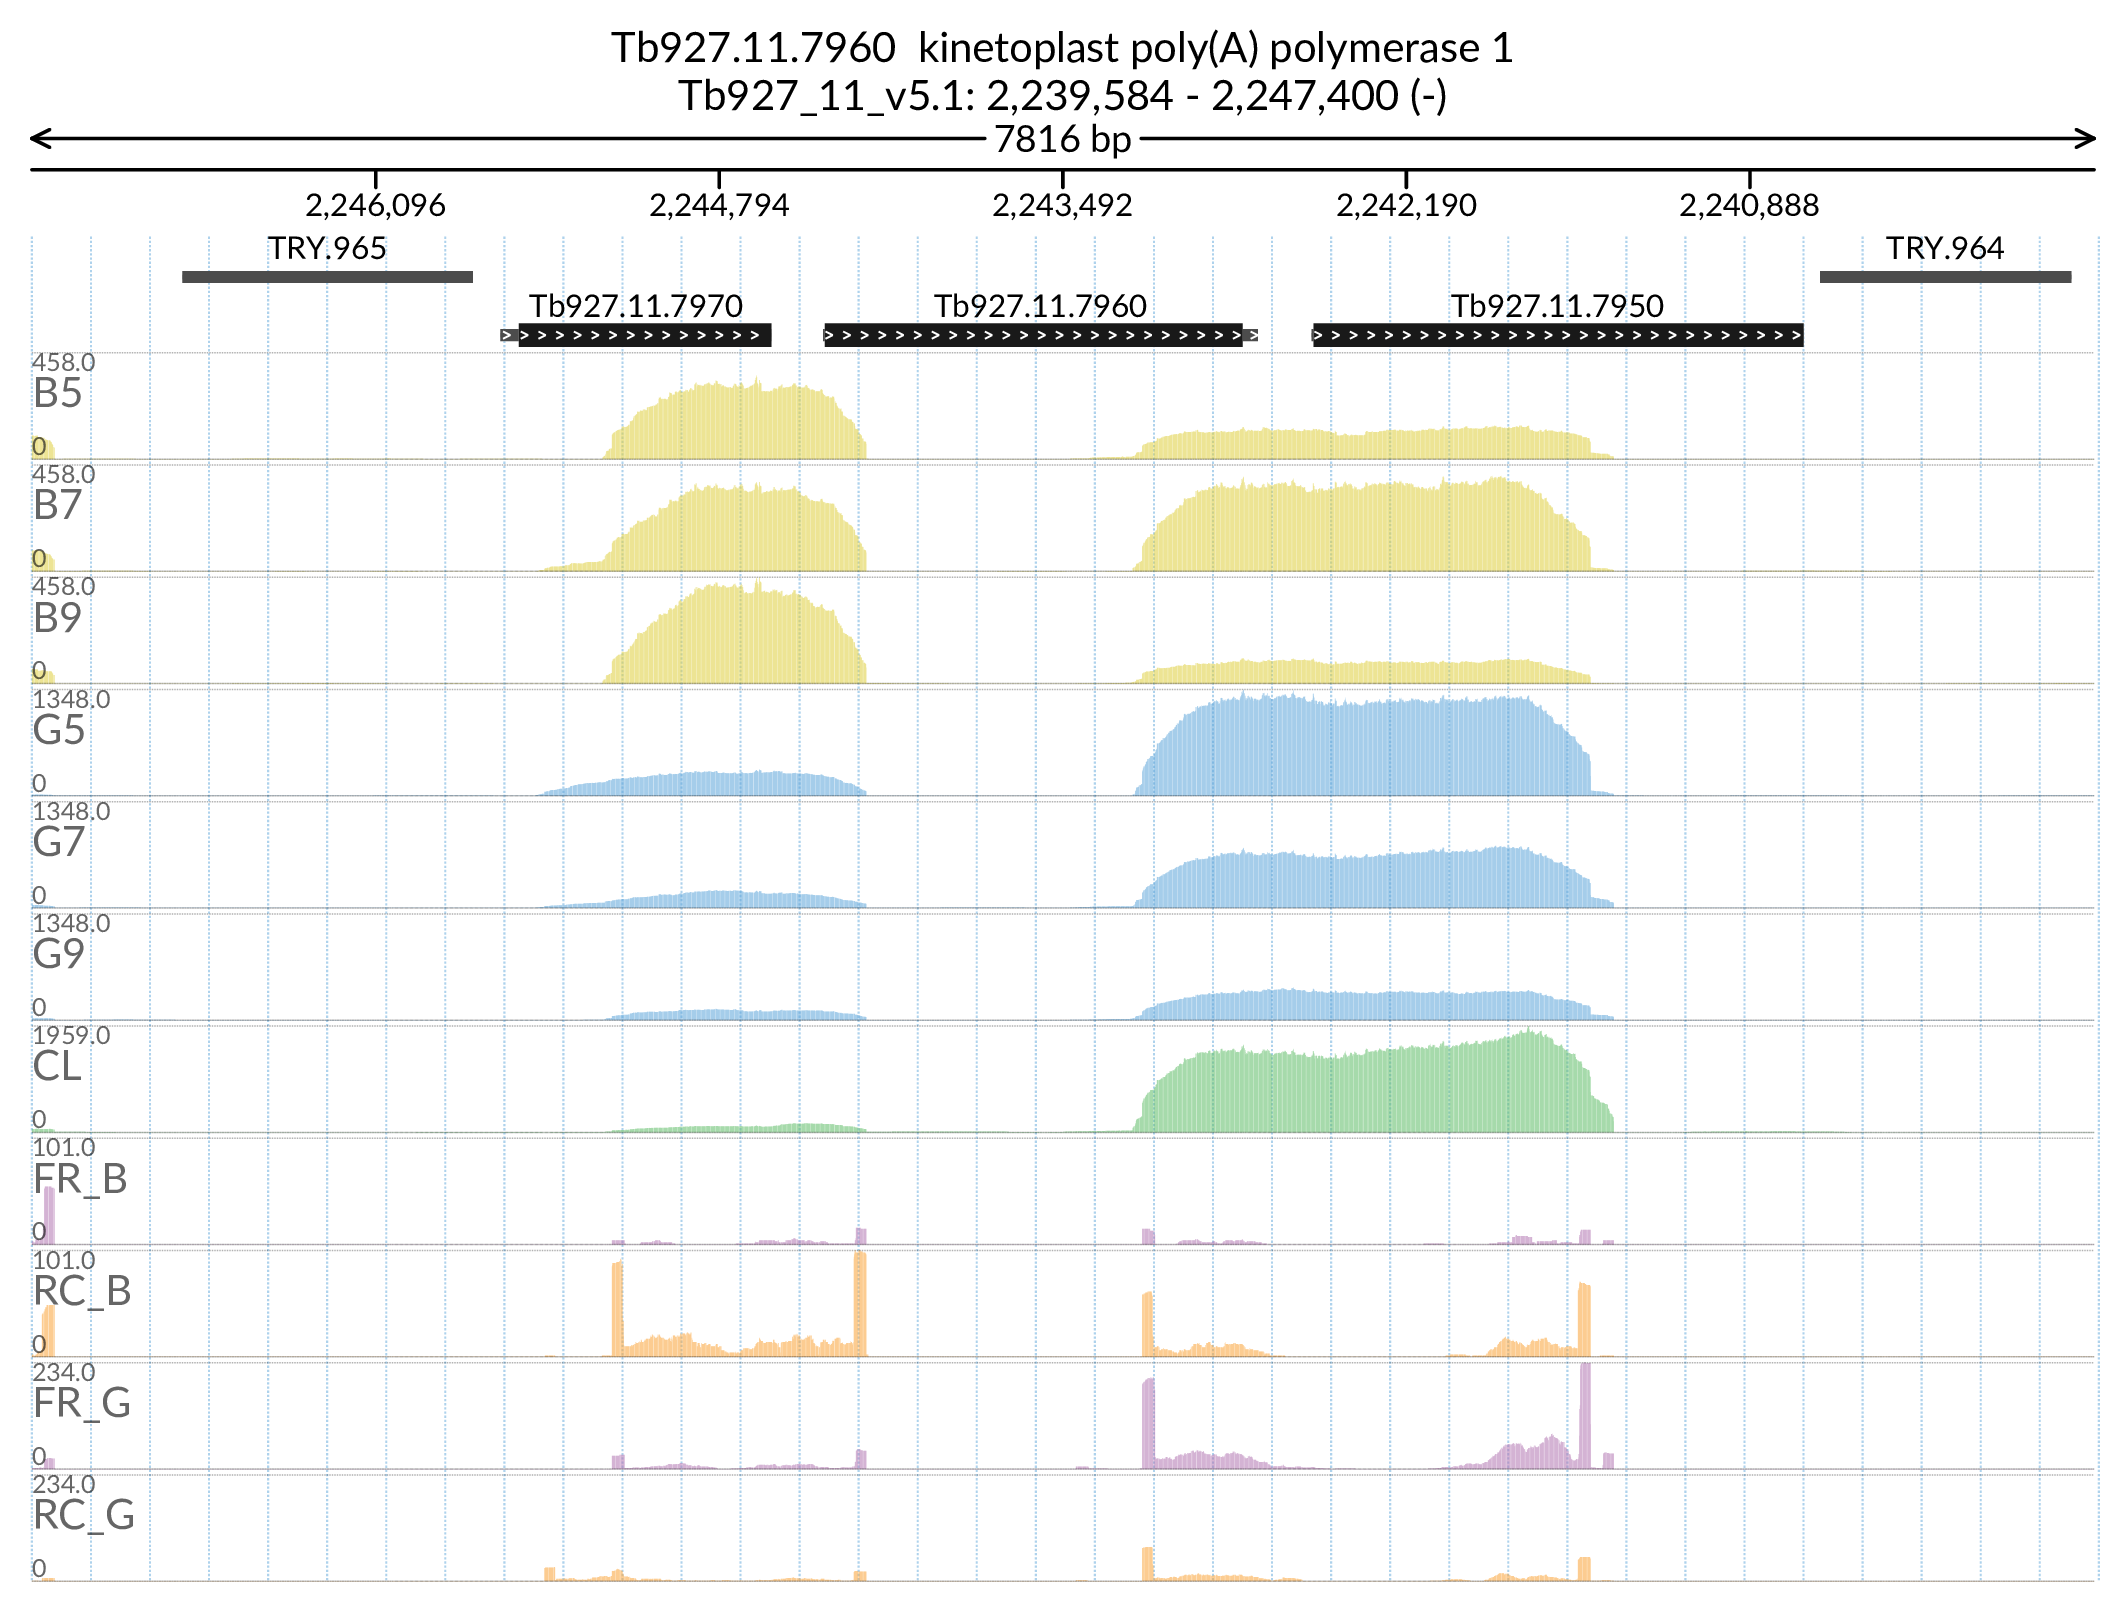 Tb927.11.7960 kinetoplast poly(A) polymerase 1
Tb927_11_v5.1: 2,239,584 - 2,247,400 (-)
7816 bp
2,246,096 2,244,794 2,243,492 2,242,190 2,240,888
TRY.965 TRY.964
Tb927.11.7970 Tb927.11.7960 Tb927.11.7950
458.0
B5
0
458.0
B7
0
458.0
B9
0
1348.0
G5
0
1348.0
G7
0
1348.0
G9
0
1959.0
CL
0
101.0
FR_B
0
101.0
RC_B
0
234.0
FR_G
0
234.0
RC_G
0